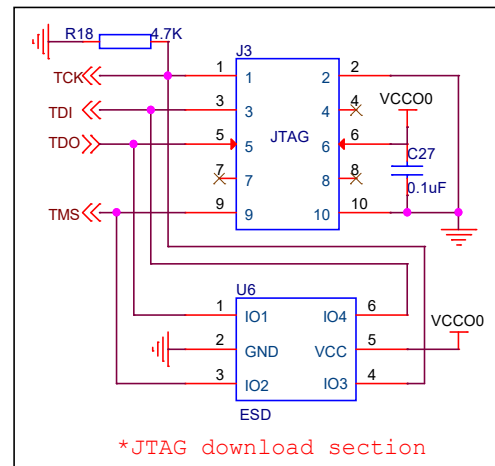 R18 4.7K
J3
TCK 1 1 2 2
VCCO0
TDI 3 3 4 4
TDO 5 5 JTAG 6 6
C27
7 7 8 8
0.1uF
TMS 9 9 10 10
U6
1 IO1 IO4 6
VCCO0
2 GND VCC 5
3 IO2 IO3 4
ESD
*JTAG download section